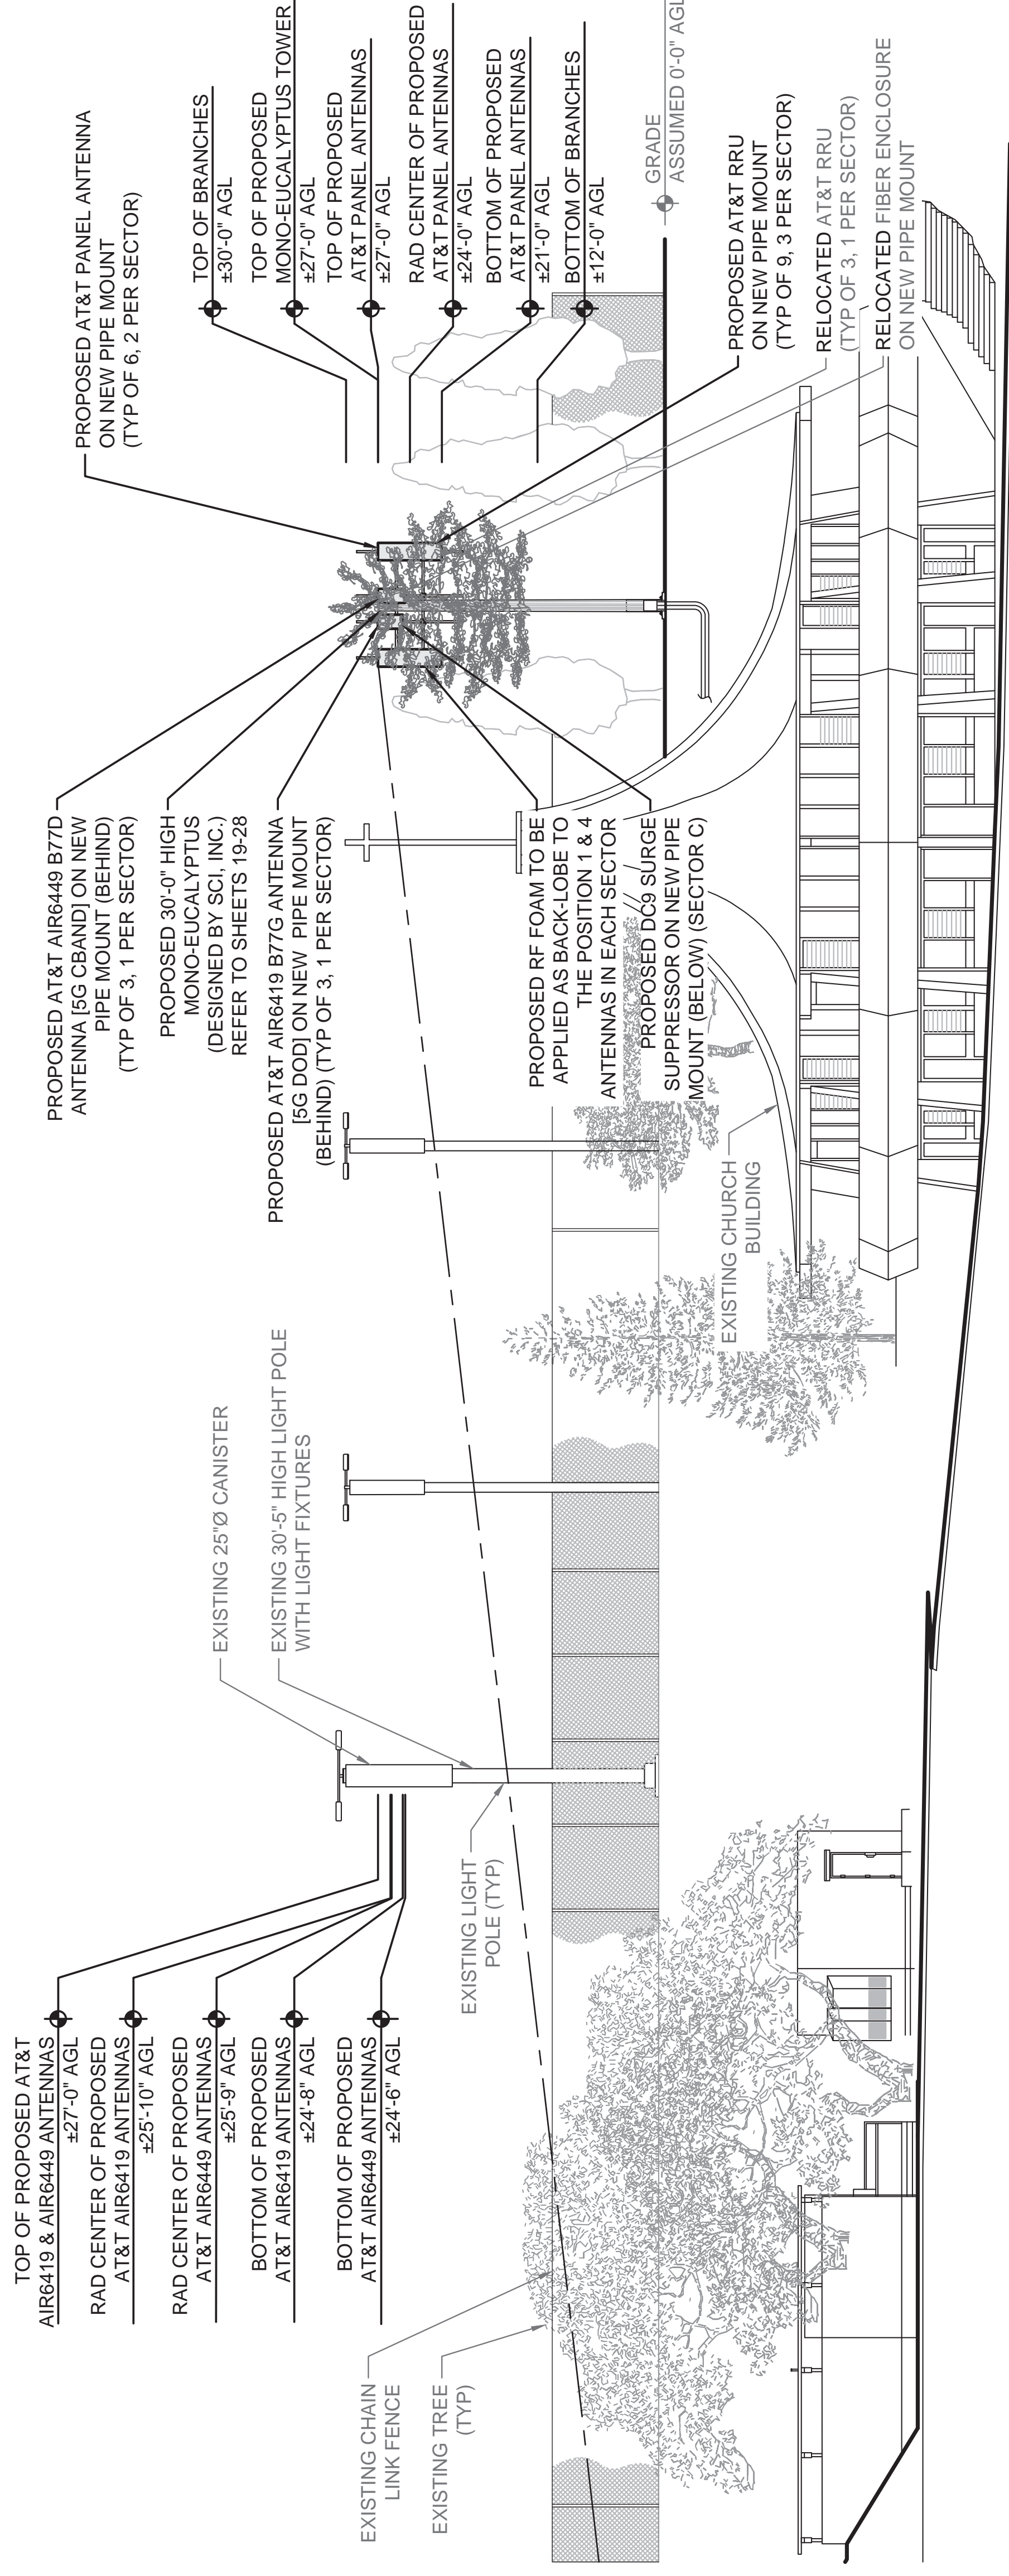 TOP OF PROPOSED AT&T
AIR6419 & AIR6449 ANTENNAS
±27'-0" AGL
RAD CENTER OF PROPOSED
AT&T AIR6419 ANTENNAS
±25'-10" AGL
RAD CENTER OF PROPOSED
AT&T AIR6449 ANTENNAS
±25'-9" AGL
BOTTOM OF PROPOSED
AT&T AIR6419 ANTENNAS
±24'-8" AGL
BOTTOM OF PROPOSED
AT&T AIR6449 ANTENNAS
±24'-6" AGL
EXISTING CHAIN
LINK FENCE
EXISTING TREE
(TYP)
EXISTING LIGHT
POLE (TYP)
EXISTING 25"Ø CANISTER
EXISTING 30'-5" HIGH LIGHT POLE
WITH LIGHT FIXTURES
PROPOSED AT&T AIR6449 B77D
ANTENNA [5G CBAND] ON NEW
PIPE MOUNT (BEHIND)
(TYP OF 3, 1 PER SECTOR)
PROPOSED 30'-0" HIGH
MONO-EUCALYPTUS
(DESIGNED BY SCI, INC.)
REFER TO SHEETS 19-28
PROPOSED AT&T AIR6419 B77G ANTENNA
[5G DOD] ON NEW PIPE MOUNT
(BEHIND) (TYP OF 3, 1 PER SECTOR)
PROPOSED RF FOAM TO BE
APPLIED AS BACK-LOBE TO
THE POSITION 1 & 4
ANTENNAS IN EACH SECTOR
PROPOSED DC9 SURGE
SUPPRESSOR ON NEW PIPE
MOUNT (BELOW) (SECTOR C)
EXISTING CHURCH
BUILDING
PROPOSED AT&T PANEL ANTENNA
ON NEW PIPE MOUNT
(TYP OF 6, 2 PER SECTOR)
TOP OF BRANCHES
±30'-0" AGL
TOP OF PROPOSED
MONO-EUCALYPTUS TOWER
±27'-0" AGL
TOP OF PROPOSED
AT&T PANEL ANTENNAS
±27'-0" AGL
RAD CENTER OF PROPOSED
AT&T PANEL ANTENNAS
±24'-0" AGL
BOTTOM OF PROPOSED
AT&T PANEL ANTENNAS
±21'-0" AGL
BOTTOM OF BRANCHES
±12'-0" AGL
GRADE
ASSUMED 0'-0" AGL
PROPOSED AT&T RRU
ON NEW PIPE MOUNT
(TYP OF 9, 3 PER SECTOR)
RELOCATED AT&T RRU
(TYP OF 3, 1 PER SECTOR)
RELOCATED FIBER ENCLOSURE
ON NEW PIPE MOUNT